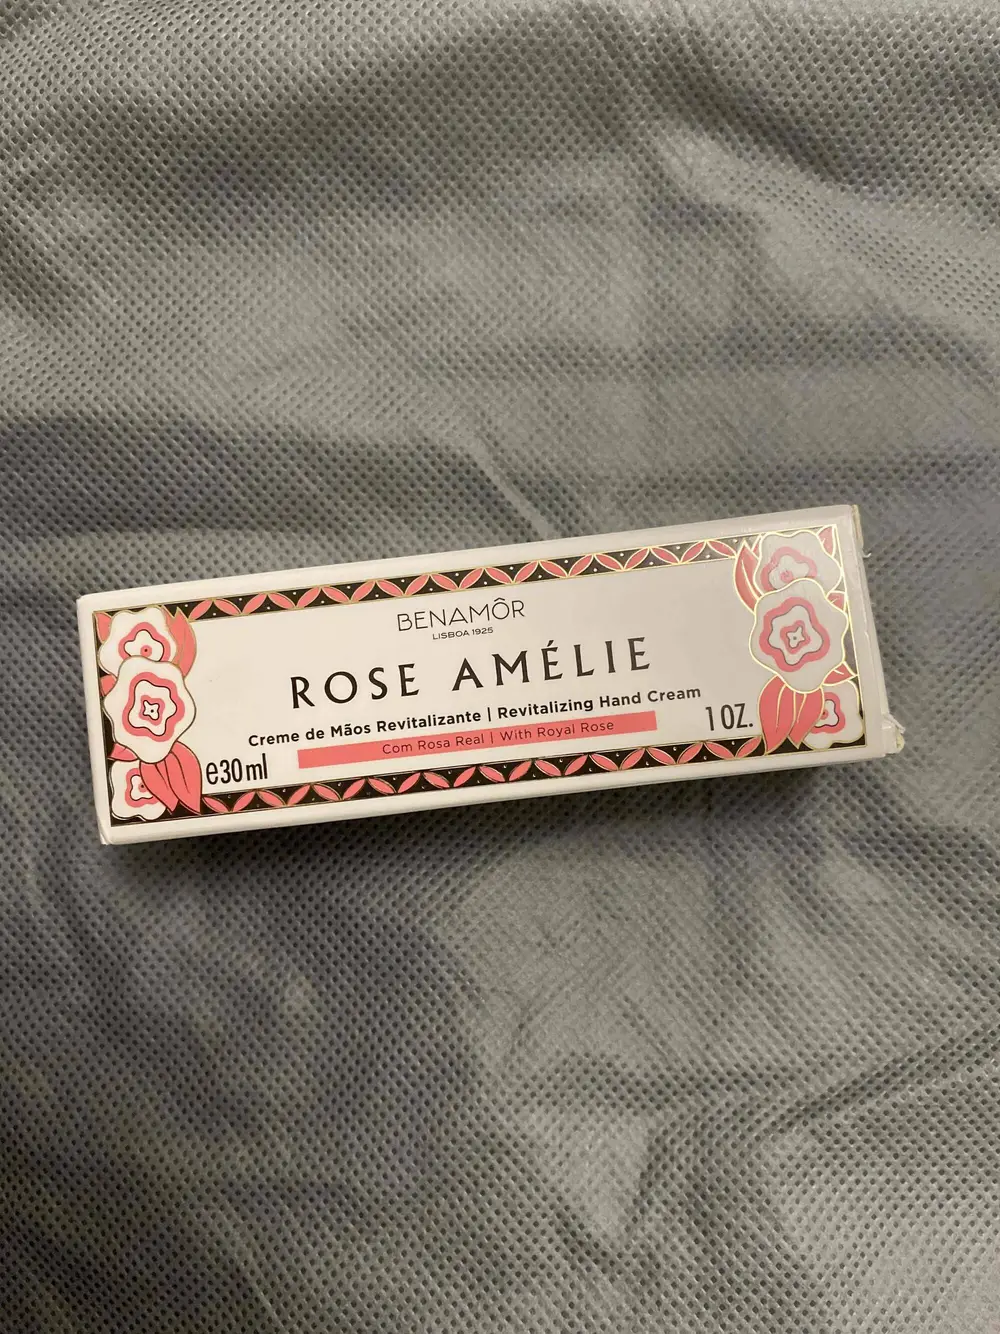 BENAMÔR
LISBOA 1925
ROSE AMÉLIE
Creme de Mãos Revitalizante | Revitalizing Hand Cream
Com Rosa Real | With Royal Rose
e30ml
1 OZ.